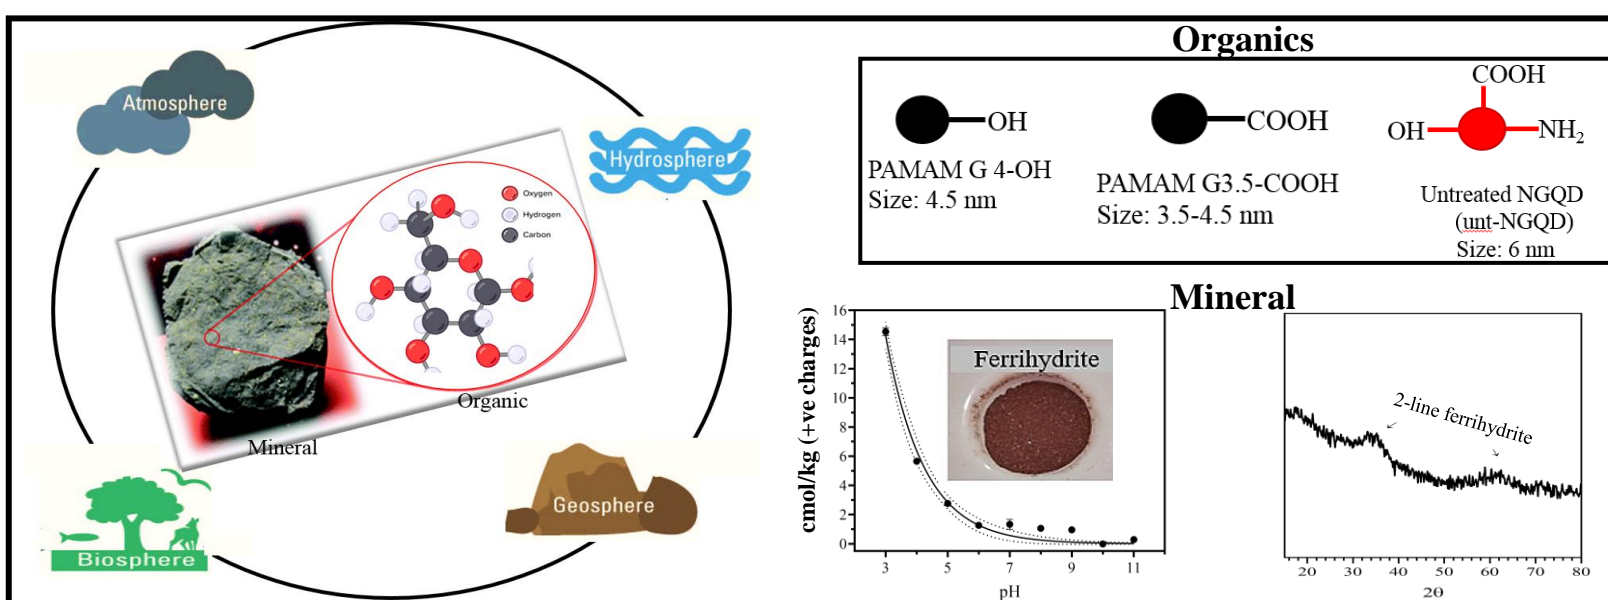 Atmosphere
Hydrosphere
Oxygen
Hydrogen
Carbon
Organic
Mineral
Biosphere
Geosphere
Organics
OH
PAMAM G 4-OH
Size: 4.5 nm
COOH
PAMAM G3.5-COOH
Size: 3.5-4.5 nm
COOH
OH
NH₂
Untreated NGQD
(unt-NGQD)
Size: 6 nm
Mineral
cmol/kg (+ve charges)
16
14
12
10
8
6
4
2
0
Ferrihydrite
3 5 7 9 11
pH
2-line ferrihydrite
20 30 40 50 60 70 80
2θ